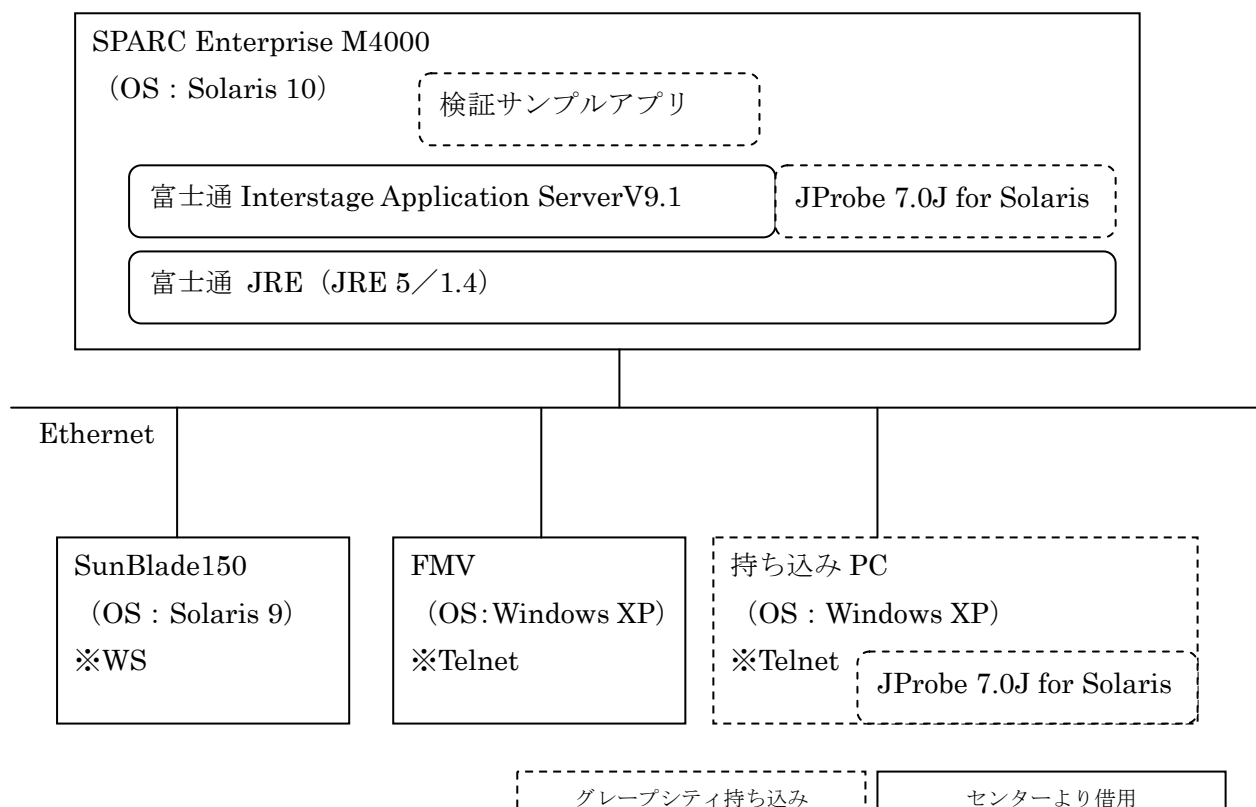 SPARC Enterprise M4000
（OS：Solaris 10）
検証サンプルアプリ
富士通 Interstage Application ServerV9.1
JProbe 7.0J for Solaris
富士通 JRE（JRE 5／1.4）
Ethernet
SunBlade150
（OS：Solaris 9）
※WS
FMV
（OS：Windows XP）
※Telnet
持ち込み PC
（OS：Windows XP）
※Telnet
JProbe 7.0J for Solaris
グレープシティ持ち込み
センターより借用